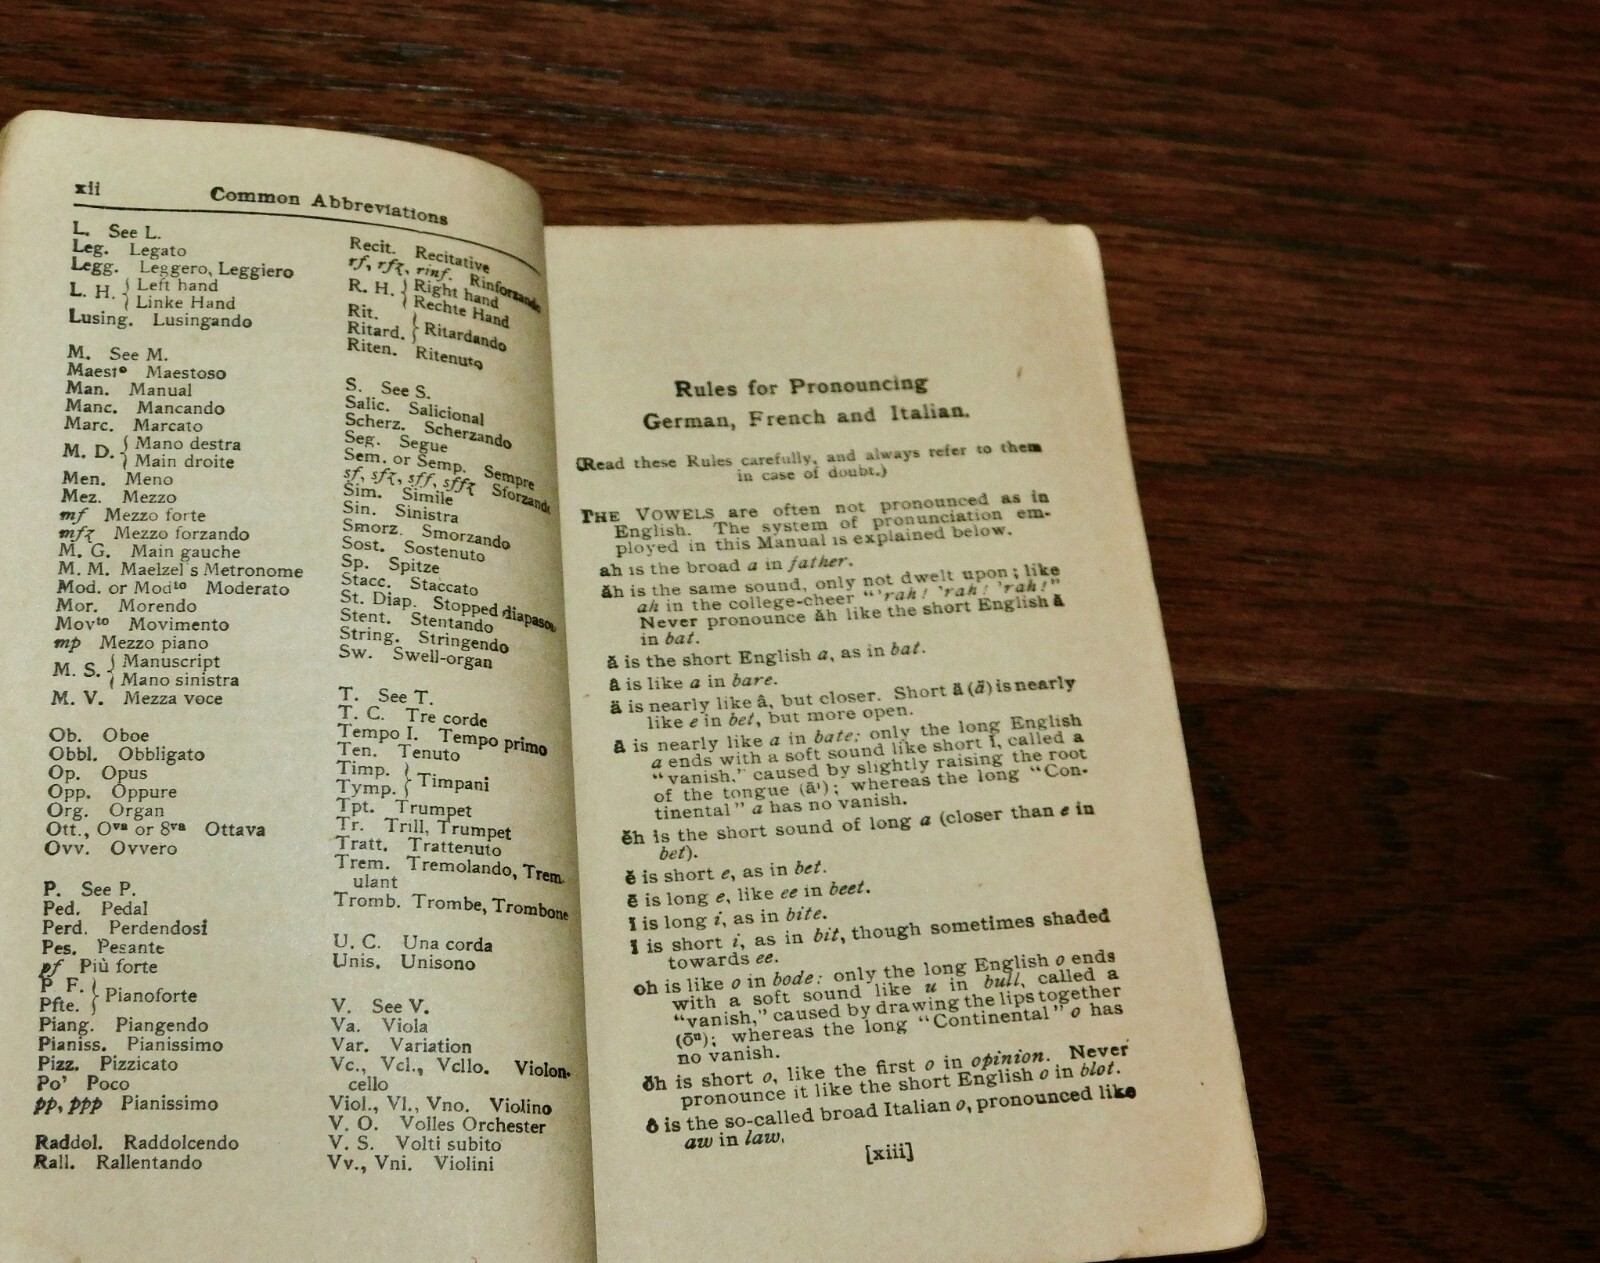 xii
Common Abbreviations
L. See L.
Leg. Legato
Legg. Leggero, Leggiero
L. H. { Left hand
{ Linke Hand
Lusing. Lusingando
M. See M.
Maesto Maestoso
Man. Manual
Manc. Mancando
Marc. Marcato
M. D. { Mano destra
{ Main droite
Men. Meno
Mez. Mezzo
mf Mezzo forte
mfz Mezzo forzando
M. G. Main gauche
M. M. Maelzel's Metronome
Mod. or Modto Moderato
Mor. Morendo
Movto Movimento
mp Mezzo piano
M. S. { Manuscript
{ Mano sinistra
M. V. Mezza voce
Ob. Oboe
Obbl. Obbligato
Op. Opus
Opp. Oppure
Org. Organ
Ott., Ova or 8va Ottava
Ovv. Ovvero
P. See P.
Ped. Pedal
Perd. Perdendosi
Pes. Pesante
pf Più forte
P F. } Pianoforte
Pfte. }
Piang. Piangendo
Pianiss. Pianissimo
Pizz. Pizzicato
Po' Poco
pp, ppp Pianissimo
Raddol. Raddolcendo
Rall. Rallentando
Recit. Recitative
rf, rfz, rinf. Rinforzando
R. H. } Right hand
} Rechte Hand
Rit. } Ritardando
Ritard. }
Riten. Ritenuto
S. See S.
Salic. Salicional
Scherz. Scherzando
Seg. Segue
Sem. or Semp. Sempre
sf, sfz, sff, sffz Sforzando
Sim. Simile
Sin. Sinistra
Smorz. Smorzando
Sost. Sostenuto
Sp. Spitze
Stacc. Staccato
St. Diap. Stopped diapason
Stent. Stentando
String. Stringendo
Sw. Swell-organ
T. See T.
T. C. Tre corde
Tempo I. Tempo primo
Ten. Tenuto
Timp. } Timpani
Tymp. }
Tpt. Trumpet
Tr. Trill, Trumpet
Tratt. Trattenuto
Trem. Tremolando, Trem-
ulant
Tromb. Trombe, Trombone
U. C. Una corda
Unis. Unisono
V. See V.
Va. Viola
Var. Variation
Vc., Vcl., Vcllo. Violon-
cello
Viol., Vl., Vno. Violino
V. O. Volles Orchester
V. S. Volti subito
Vv., Vni. Violini
Rules for Pronouncing
German, French and Italian.
(Read these Rules carefully, and always refer to them
in case of doubt.)
THE VOWELS are often not pronounced as in
English. The system of pronunciation em-
ployed in this Manual is explained below.
ah is the broad a in father.
ăh is the same sound, only not dwelt upon; like
ah in the college-cheer "'rah! 'rah! 'rah!"
Never pronounce ăh like the short English ă
in bat.
ă is the short English a, as in bat.
â is like a in bare.
ä is nearly like â, but closer. Short ä (ä) is nearly
like e in bet, but more open.
ā is nearly like a in bate: only the long English
a ends with a soft sound like short ĭ, called a
"vanish," caused by slightly raising the root
of the tongue (āi); whereas the long "Con-
tinental" a has no vanish.
ĕh is the short sound of long a (closer than e in
bet).
ĕ is short e, as in bet.
ē is long e, like ee in beet.
ī is long i, as in bite.
ĭ is short i, as in bit, though sometimes shaded
towards ee.
oh is like o in bode: only the long English o ends
with a soft sound like u in bull, called a
"vanish," caused by drawing the lips together
(ōu); whereas the long "Continental" o has
no vanish.
ŏh is short o, like the first o in opinion. Never
pronounce it like the short English o in blot.
ô is the so-called broad Italian o, pronounced like
aw in law.
[xiii]